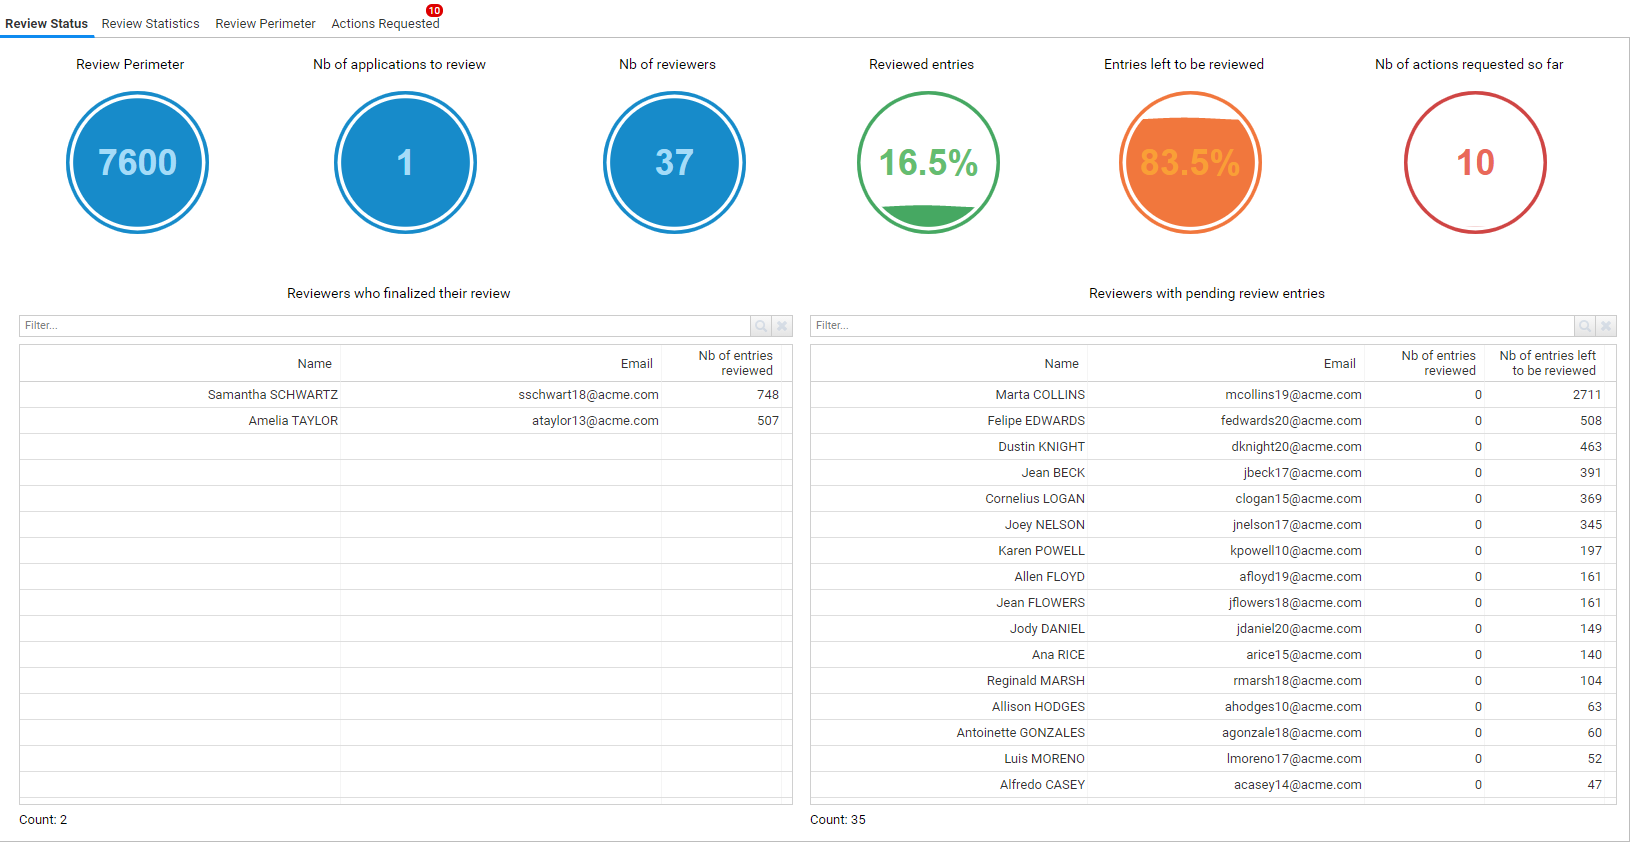 10
Review Status Review Statistics Review Perimeter Actions Requested
Review Perimeter Nb of applications to review Nb of reviewers Reviewed entries Entries left to be reviewed Nb of actions requested so far
7600 1 37 16.5% 83.5% 10
Reviewers who finalized their review
Filter...
Name Email Nb of entries reviewed
Samantha SCHWARTZ sschwart18@acme.com 748
Amelia TAYLOR ataylor13@acme.com 507
Count: 2
Reviewers with pending review entries
Filter...
Name Email Nb of entries reviewed Nb of entries left to be reviewed
Marta COLLINS mcollins19@acme.com 0 2711
Felipe EDWARDS fedwards20@acme.com 0 508
Dustin KNIGHT dknight20@acme.com 0 463
Jean BECK jbeck17@acme.com 0 391
Cornelius LOGAN clogan15@acme.com 0 369
Joey NELSON jnelson17@acme.com 0 345
Karen POWELL kpowell10@acme.com 0 197
Allen FLOYD afloyd19@acme.com 0 161
Jean FLOWERS jflowers18@acme.com 0 161
Jody DANIEL jdaniel20@acme.com 0 149
Ana RICE arice15@acme.com 0 140
Reginald MARSH rmarsh18@acme.com 0 104
Allison HODGES ahodges10@acme.com 0 63
Antoinette GONZALES agonzale18@acme.com 0 60
Luis MORENO lmoreno17@acme.com 0 52
Alfredo CASEY acasey14@acme.com 0 47
Count: 35